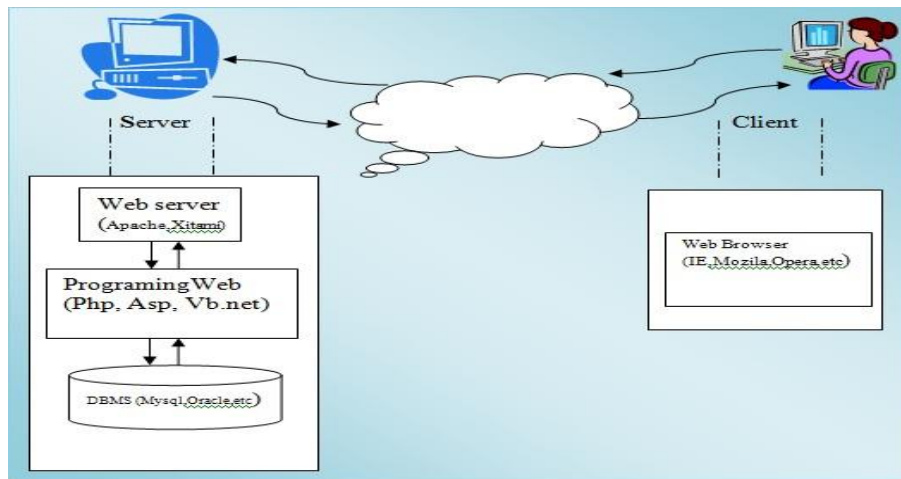 Server
Client
Web server
(Apache,Xitami)
ProgramingWeb
(Php, Asp, Vb.net)
DBMS (Mysql,Oracle,etc)
Web Browser
(IE,Mozila,Opera,etc)